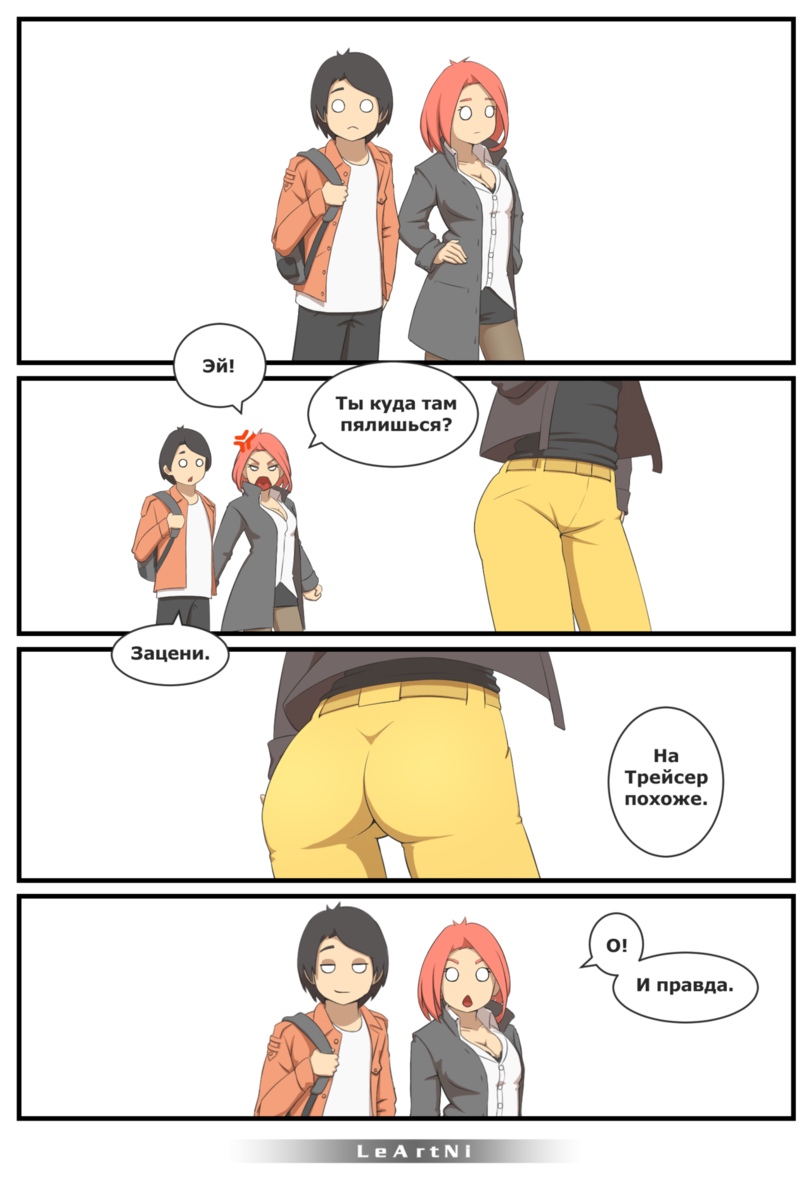 Эй!
Ты куда там
пялишься?
Зацени.
На
Трейсер
похоже.
О!
И правда.
LeArtNi